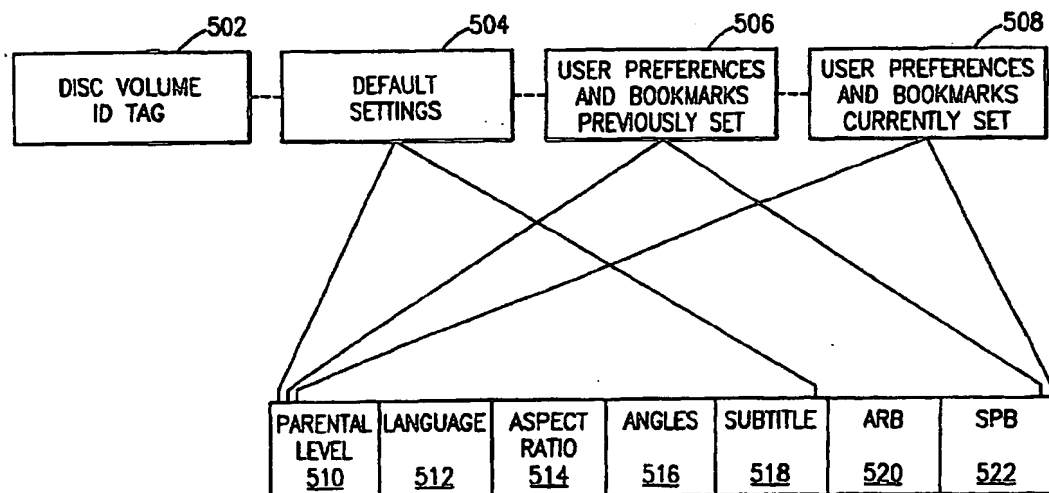 502
504
506
508
DISC VOLUME
ID TAG
DEFAULT
SETTINGS
USER PREFERENCES
AND BOOKMARKS
PREVIOUSLY SET
USER PREFERENCES
AND BOOKMARKS
CURRENTLY SET
PARENTAL
LEVEL
510
LANGUAGE
512
ASPECT
RATIO
514
ANGLES
516
SUBTITLE
518
ARB
520
SPB
522